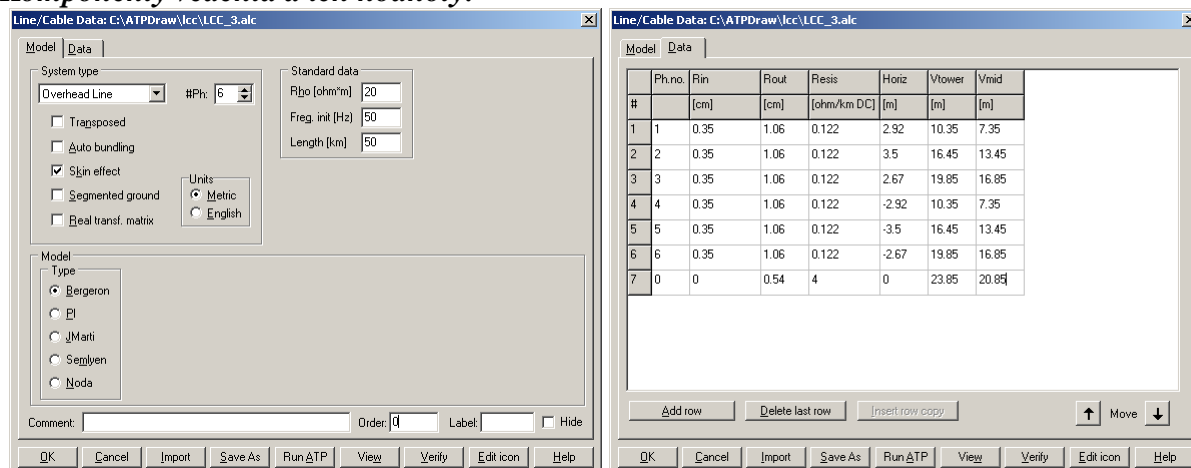 Komponenty vedenia a ich hodnoty:
Line/Cable Data: C:\ATPDraw\lcc\LCC_3.alc
Model Data
System type
Overhead Line #Ph: 6
Transposed
Auto bundling
Skin effect
Segmented ground
Real transf. matrix
Units
Metric
English
Standard data
Rho [ohm*m] 20
Freq. init [Hz] 50
Length [km] 50
Model
Type
Bergeron
PI
JMarti
Semlyen
Noda
Comment: Order: 0 Label: Hide
OK Cancel Import Save As Run ATP View Verify Edit icon Help
Line/Cable Data: C:\ATPDraw\lcc\LCC_3.alc
Model Data
Ph.no. Rin Rout Resis Horiz Vtower Vmid
# [cm] [cm] [ohm/km DC] [m] [m] [m]
1 1 0.35 1.06 0.122 2.92 10.35 7.35
2 2 0.35 1.06 0.122 3.5 16.45 13.45
3 3 0.35 1.06 0.122 2.67 19.85 16.85
4 4 0.35 1.06 0.122 -2.92 10.35 7.35
5 5 0.35 1.06 0.122 -3.5 16.45 13.45
6 6 0.35 1.06 0.122 -2.67 19.85 16.85
7 0 0 0.54 4 0 23.85 20.85
Add row Delete last row Insert row copy Move
OK Cancel Import Save As Run ATP View Verify Edit icon Help